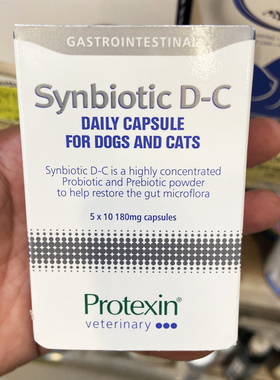 GASTROINTESTINAL
Synbiotic D-C
DAILY CAPSULE
FOR DOGS AND CATS
Synbiotic D-C is a highly concentrated
Probiotic and Prebiotic powder
to help restore the gut microflora
5 x 10 180mg capsules
Protexin®
veterinary